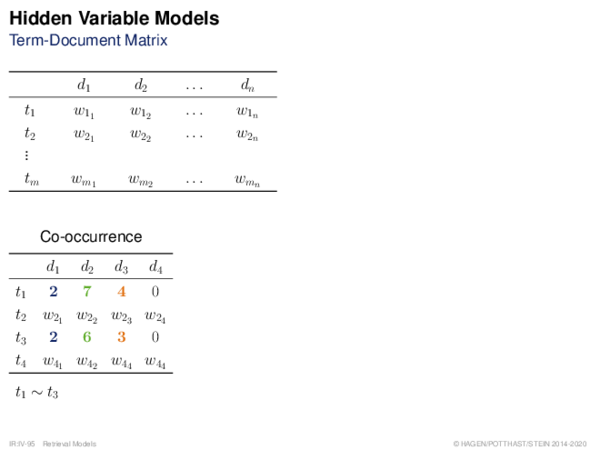 Hidden Variable Models
Term-Document Matrix
d1 d2 ... dn
t1 w11 w12 ... w1n
t2 w21 w22 ... w2n
⋮
tm wm1 wm2 ... wmn
Co-occurrence
d1 d2 d3 d4
t1 2 7 4 0
t2 w21 w22 w23 w24
t3 2 6 3 0
t4 w41 w42 w44 w44
t1 ∼ t3
IR:IV-95 Retrieval Models
© HAGEN/POTTHAST/STEIN 2014-2020